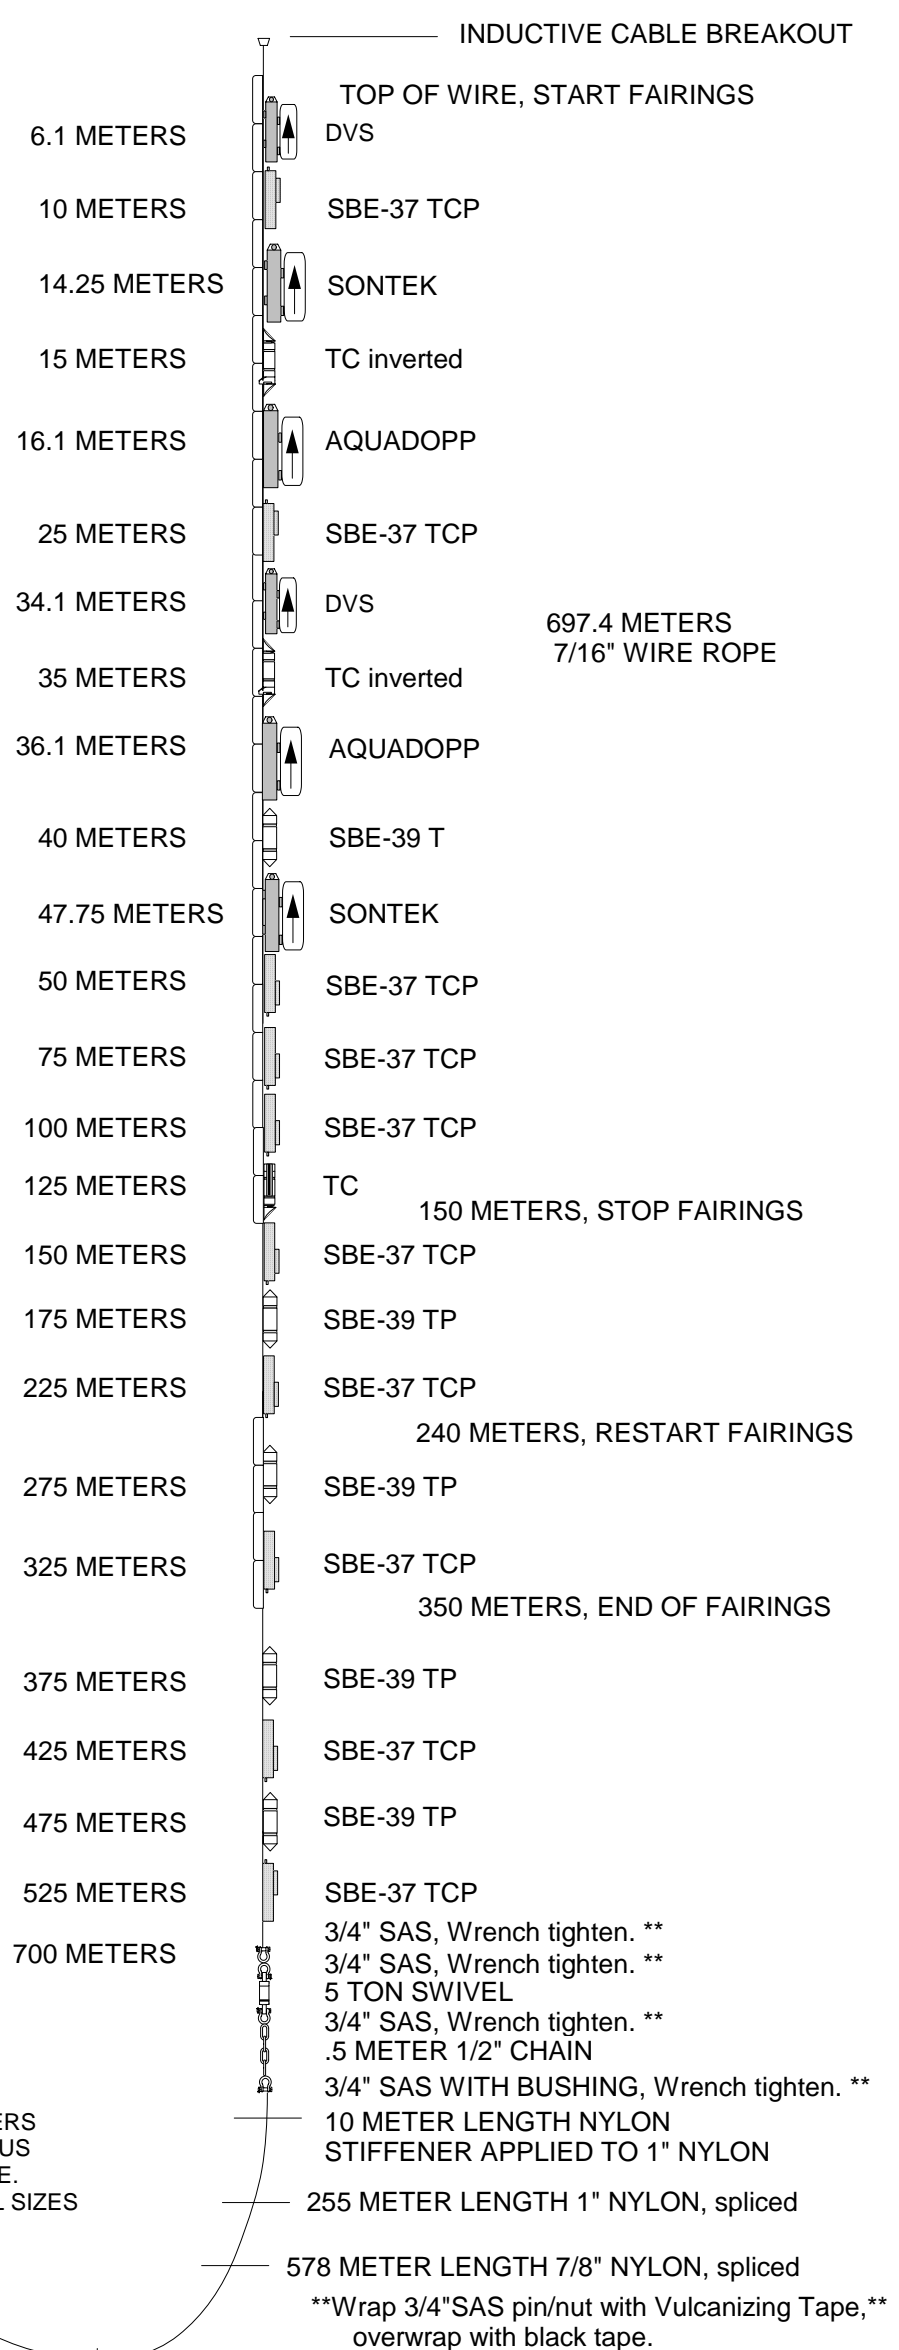 INDUCTIVE CABLE BREAKOUT
TOP OF WIRE, START FAIRINGS
6.1 METERS DVS
10 METERS SBE-37 TCP
14.25 METERS SONTEK
15 METERS TC inverted
16.1 METERS AQUADOPP
25 METERS SBE-37 TCP
34.1 METERS DVS
697.4 METERS
7/16" WIRE ROPE
35 METERS TC inverted
36.1 METERS AQUADOPP
40 METERS SBE-39 T
47.75 METERS SONTEK
50 METERS SBE-37 TCP
75 METERS SBE-37 TCP
100 METERS SBE-37 TCP
125 METERS TC
150 METERS, STOP FAIRINGS
150 METERS SBE-37 TCP
175 METERS SBE-39 TP
225 METERS SBE-37 TCP
240 METERS, RESTART FAIRINGS
275 METERS SBE-39 TP
325 METERS SBE-37 TCP
350 METERS, END OF FAIRINGS
375 METERS SBE-39 TP
425 METERS SBE-37 TCP
475 METERS SBE-39 TP
525 METERS SBE-37 TCP
3/4" SAS, Wrench tighten. **
700 METERS
3/4" SAS, Wrench tighten. **
5 TON SWIVEL
3/4" SAS, Wrench tighten. **
.5 METER 1/2" CHAIN
3/4" SAS WITH BUSHING, Wrench tighten. **
10 METER LENGTH NYLON
STIFFENER APPLIED TO 1" NYLON
ERS
US
E.
L SIZES
255 METER LENGTH 1" NYLON, spliced
578 METER LENGTH 7/8" NYLON, spliced
**Wrap 3/4"SAS pin/nut with Vulcanizing Tape,**
overwrap with black tape.